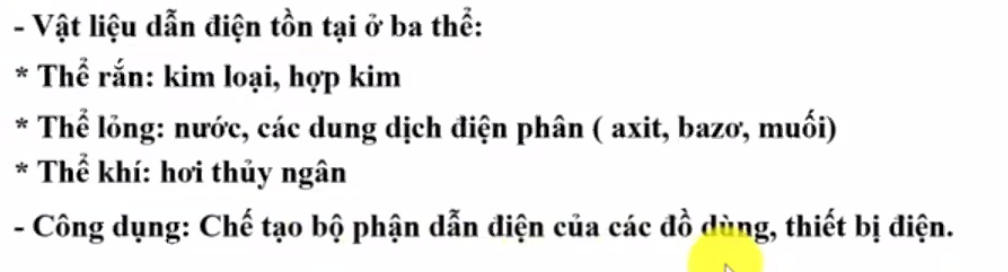 - Vật liệu dẫn điện tồn tại ở ba thể:
* Thể rắn: kim loại, hợp kim
* Thể lỏng: nước, các dung dịch điện phân ( axit, bazơ, muối)
* Thể khí: hơi thủy ngân
- Công dụng: Chế tạo bộ phận dẫn điện của các đồ dùng, thiết bị điện.